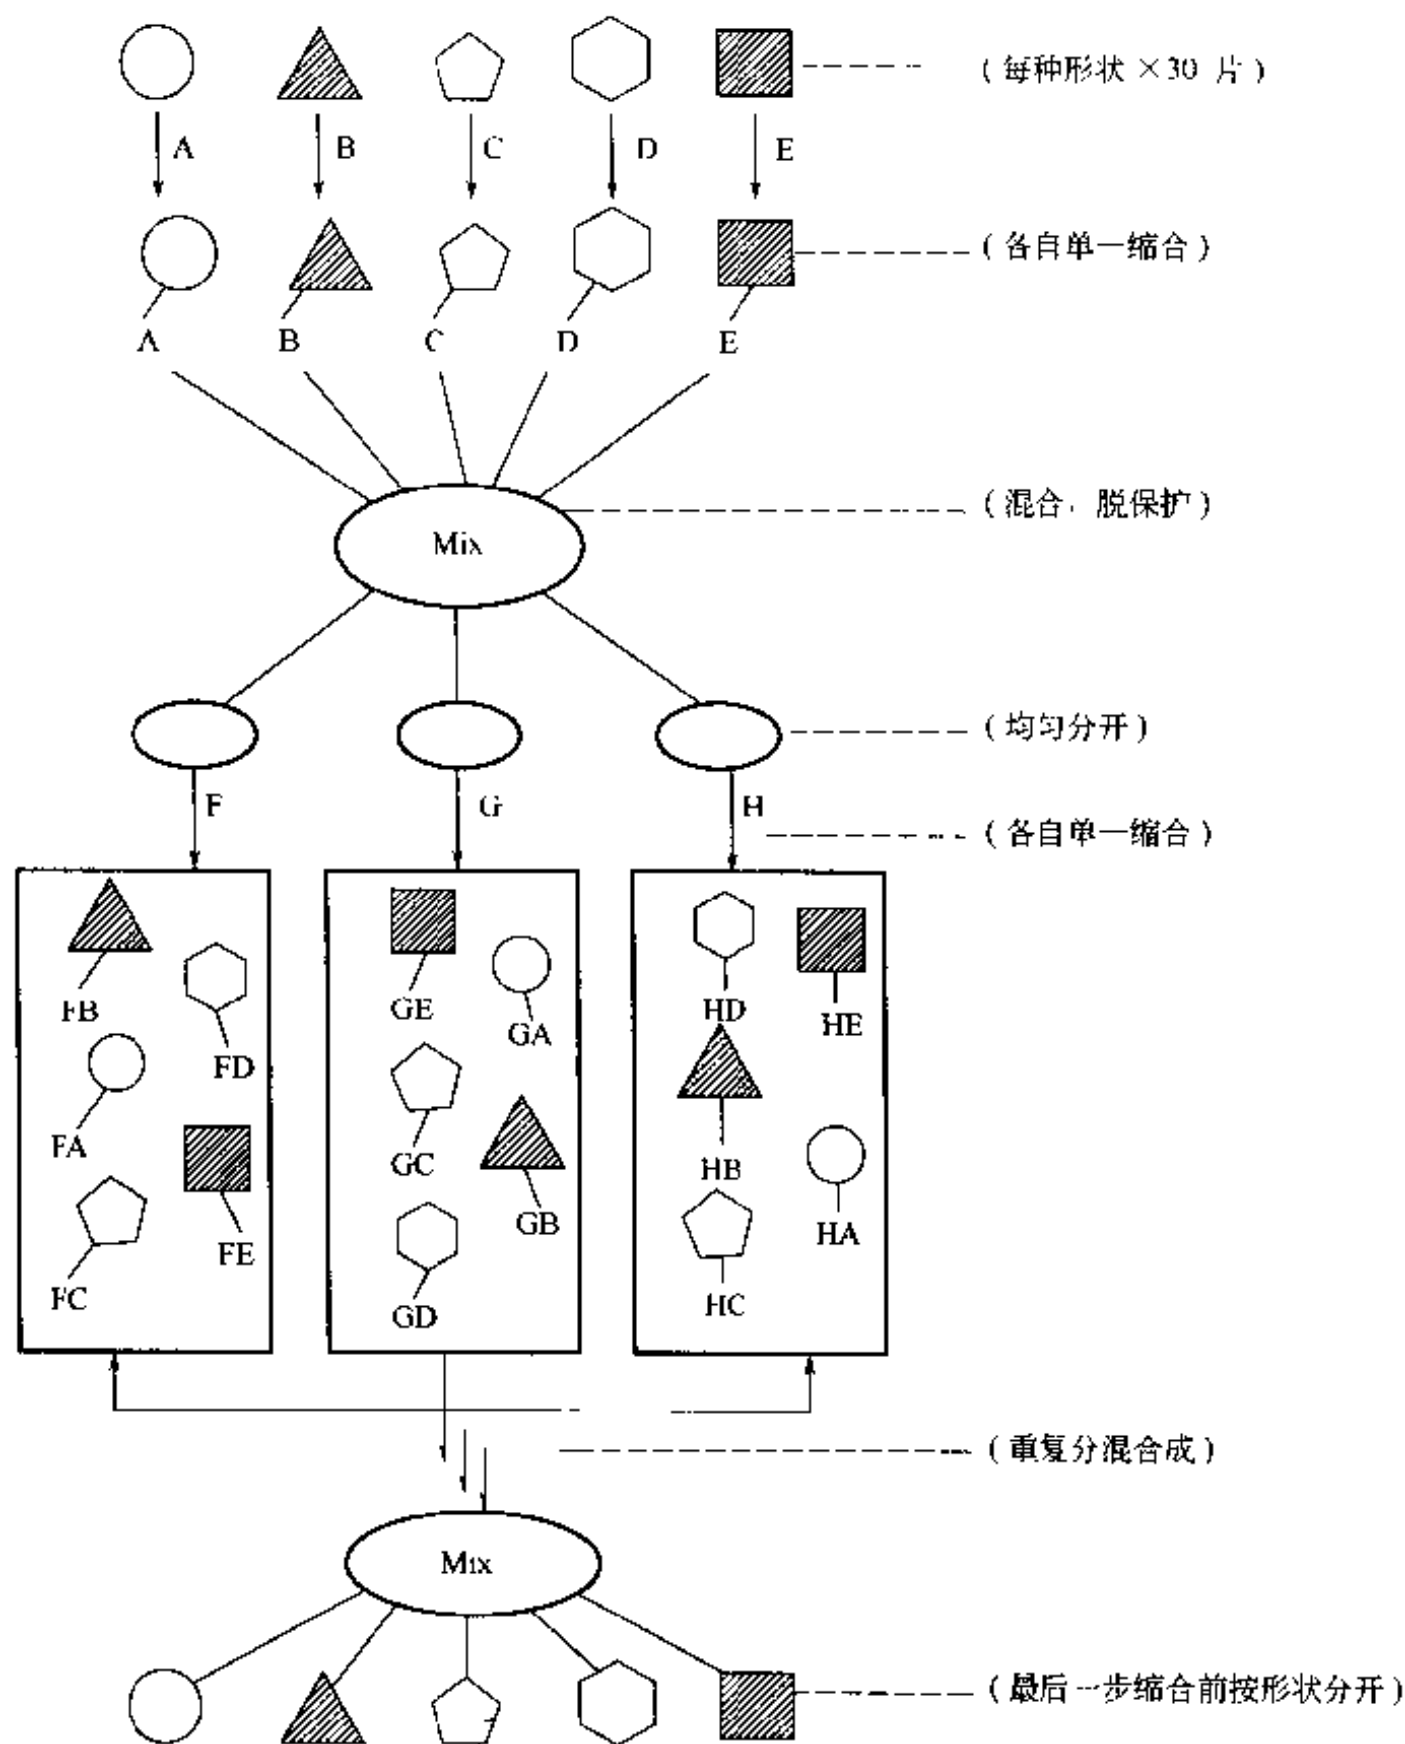 (每种形状×30 片)
A B C D E
(各自单一缩合)
A B C D E
(混合，脱保护)
Mix
(均匀分开)
F G H
(各自单一缩合)
FB
FD
FA
FE
FC
GE
GA
GC
GB
GD
HD
HE
HB
HA
HC
(重复分混合成)
Mix
(最后一步缩合前按形状分开)